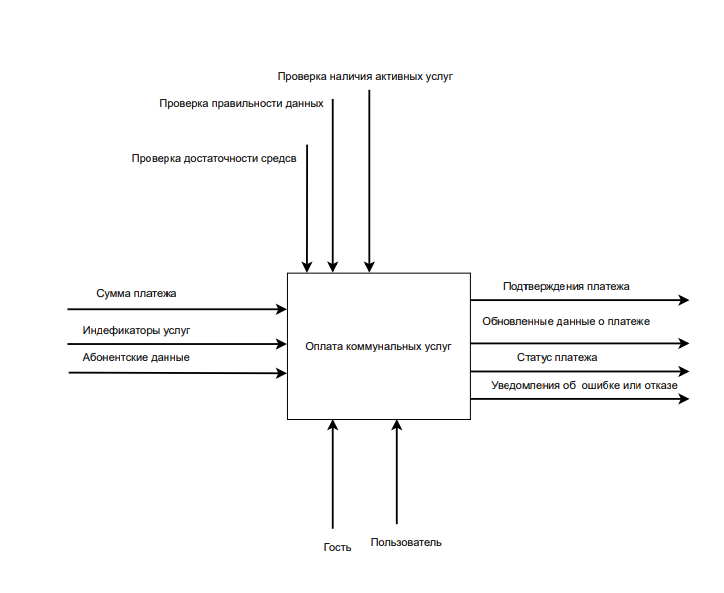 Проверка наличия активных услуг
Проверка правильности данных
Проверка достаточности средсв
Сумма платежа
Индефикаторы услуг
Абонентские данные
Оплата коммунальных услуг
Подтверждения платежа
Обновленные данные о платеже
Статус платежа
Уведомления об ошибке или отказе
Гость
Пользователь